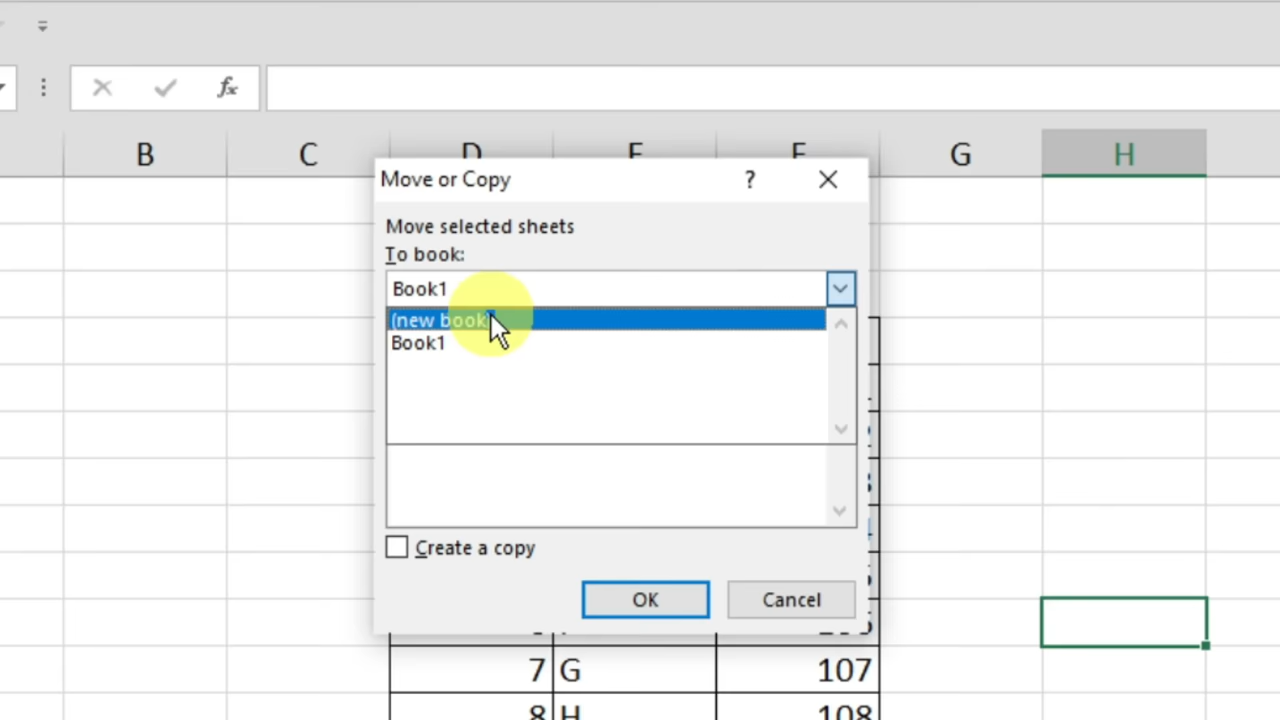 fx
B C D E F G H
Move or Copy ? 
Move selected sheets
To book:
Book1
(new book)
Book1
Create a copy
OK Cancel
7 G 107
8 H 108